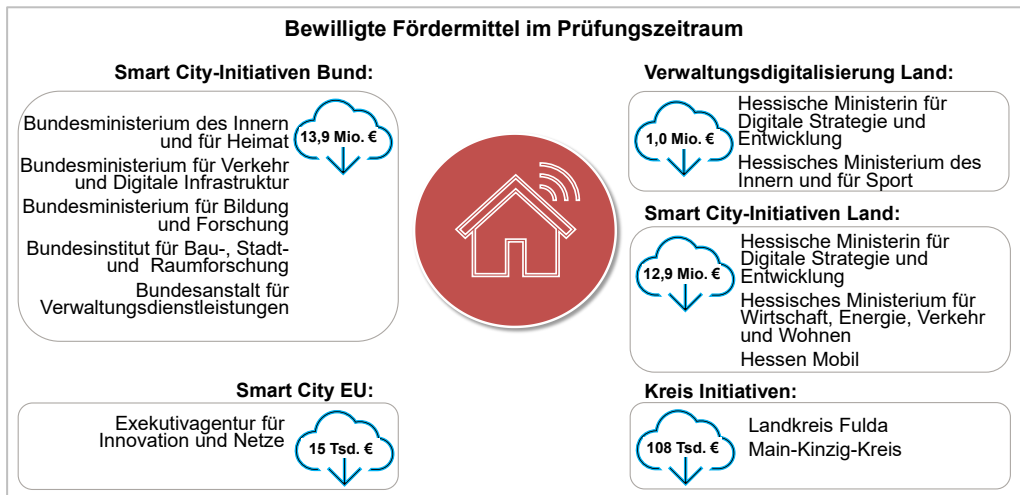 Bewilligte Fördermittel im Prüfungszeitraum
Smart City-Initiativen Bund:
13,9 Mio. €
Bundesministerium des Innern
und für Heimat
Bundesministerium für Verkehr
und Digitale Infrastruktur
Bundesministerium für Bildung
und Forschung
Bundesinstitut für Bau-, Stadt-
und Raumforschung
Bundesanstalt für
Verwaltungsdienstleistungen
Smart City EU:
Exekutivagentur für
Innovation und Netze
15 Tsd. €
Verwaltungsdigitalisierung Land:
1,0 Mio. €
Hessische Ministerin für
Digitale Strategie und
Entwicklung
Hessisches Ministerium des
Innern und für Sport
Smart City-Initiativen Land:
12,9 Mio. €
Hessische Ministerin für
Digitale Strategie und
Entwicklung
Hessisches Ministerium für
Wirtschaft, Energie, Verkehr
und Wohnen
Hessen Mobil
Kreis Initiativen:
108 Tsd. €
Landkreis Fulda
Main-Kinzig-Kreis